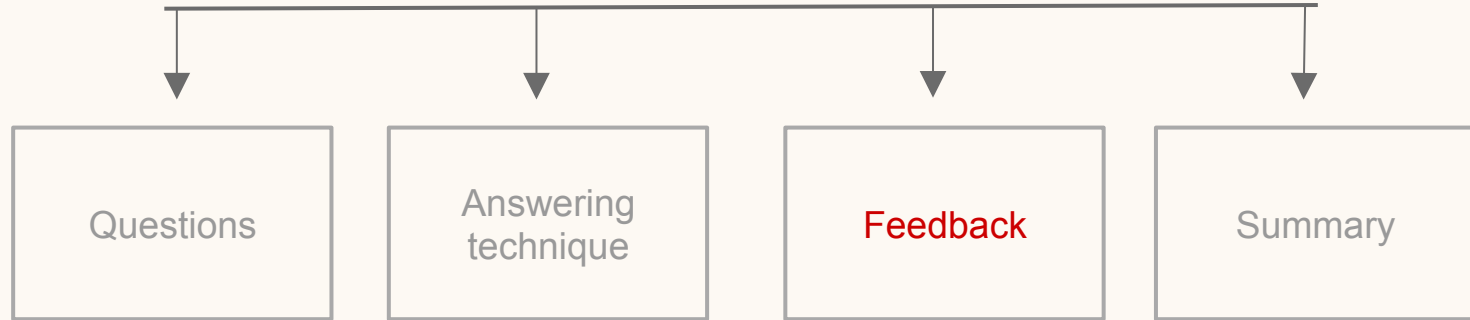 Questions
Answering
technique
Feedback
Summary